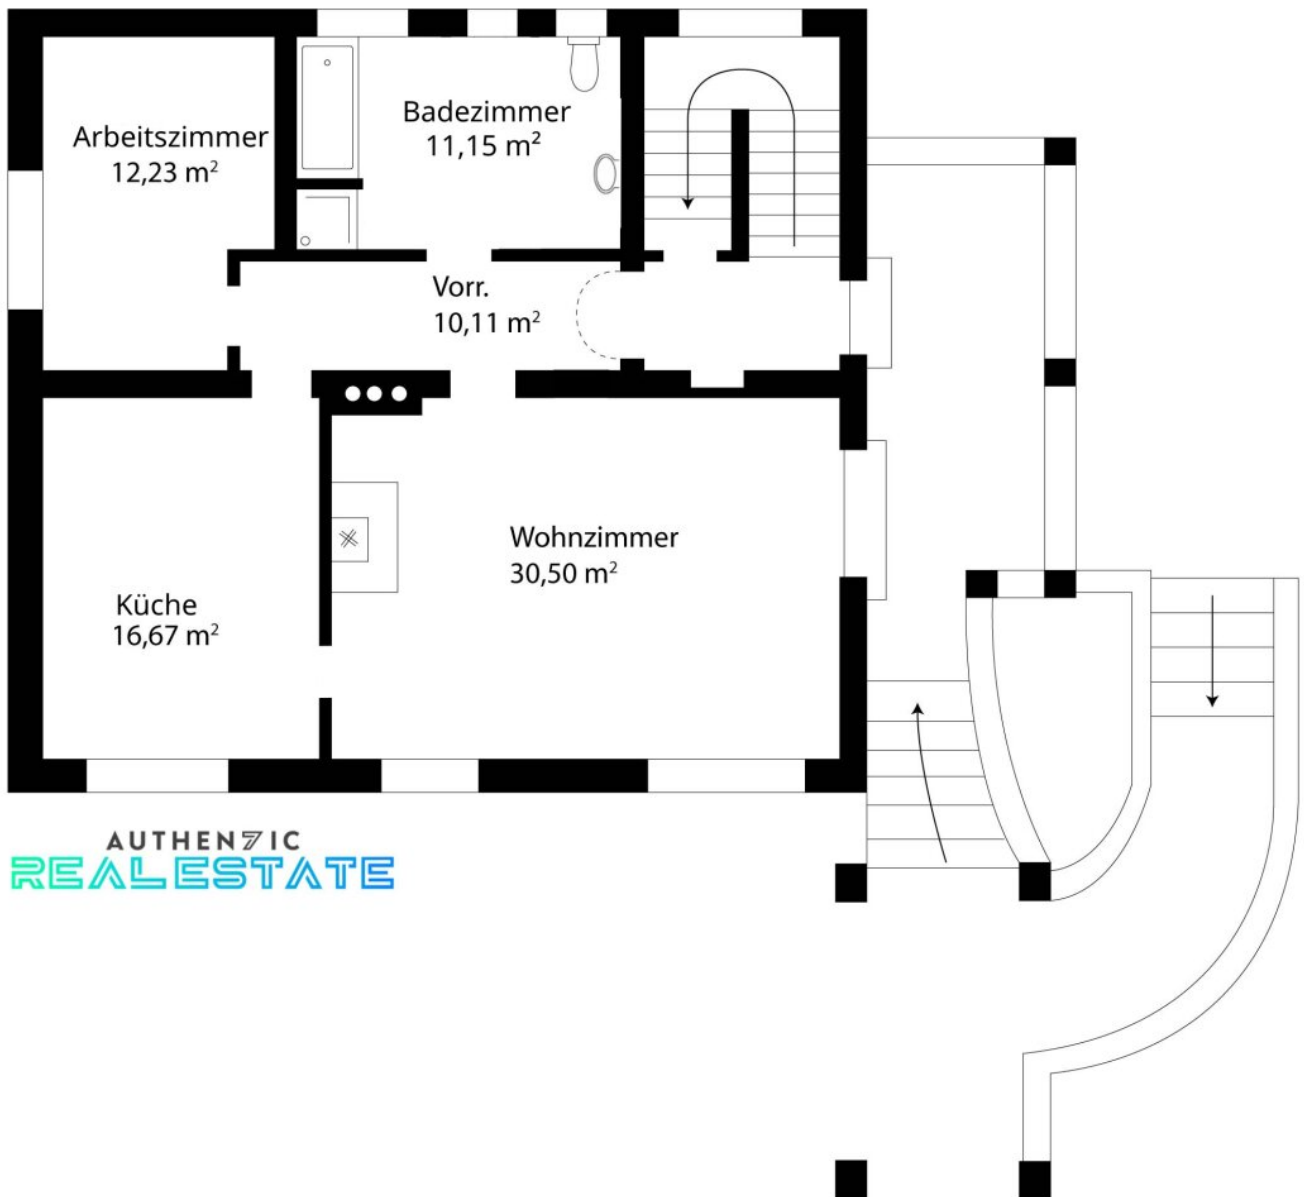 Arbeitszimmer
12,23 m²
Badezimmer
11,15 m²
Vorr.
10,11 m²
Wohnzimmer
30,50 m²
Küche
16,67 m²
AUTHEN7IC
REALESTATE